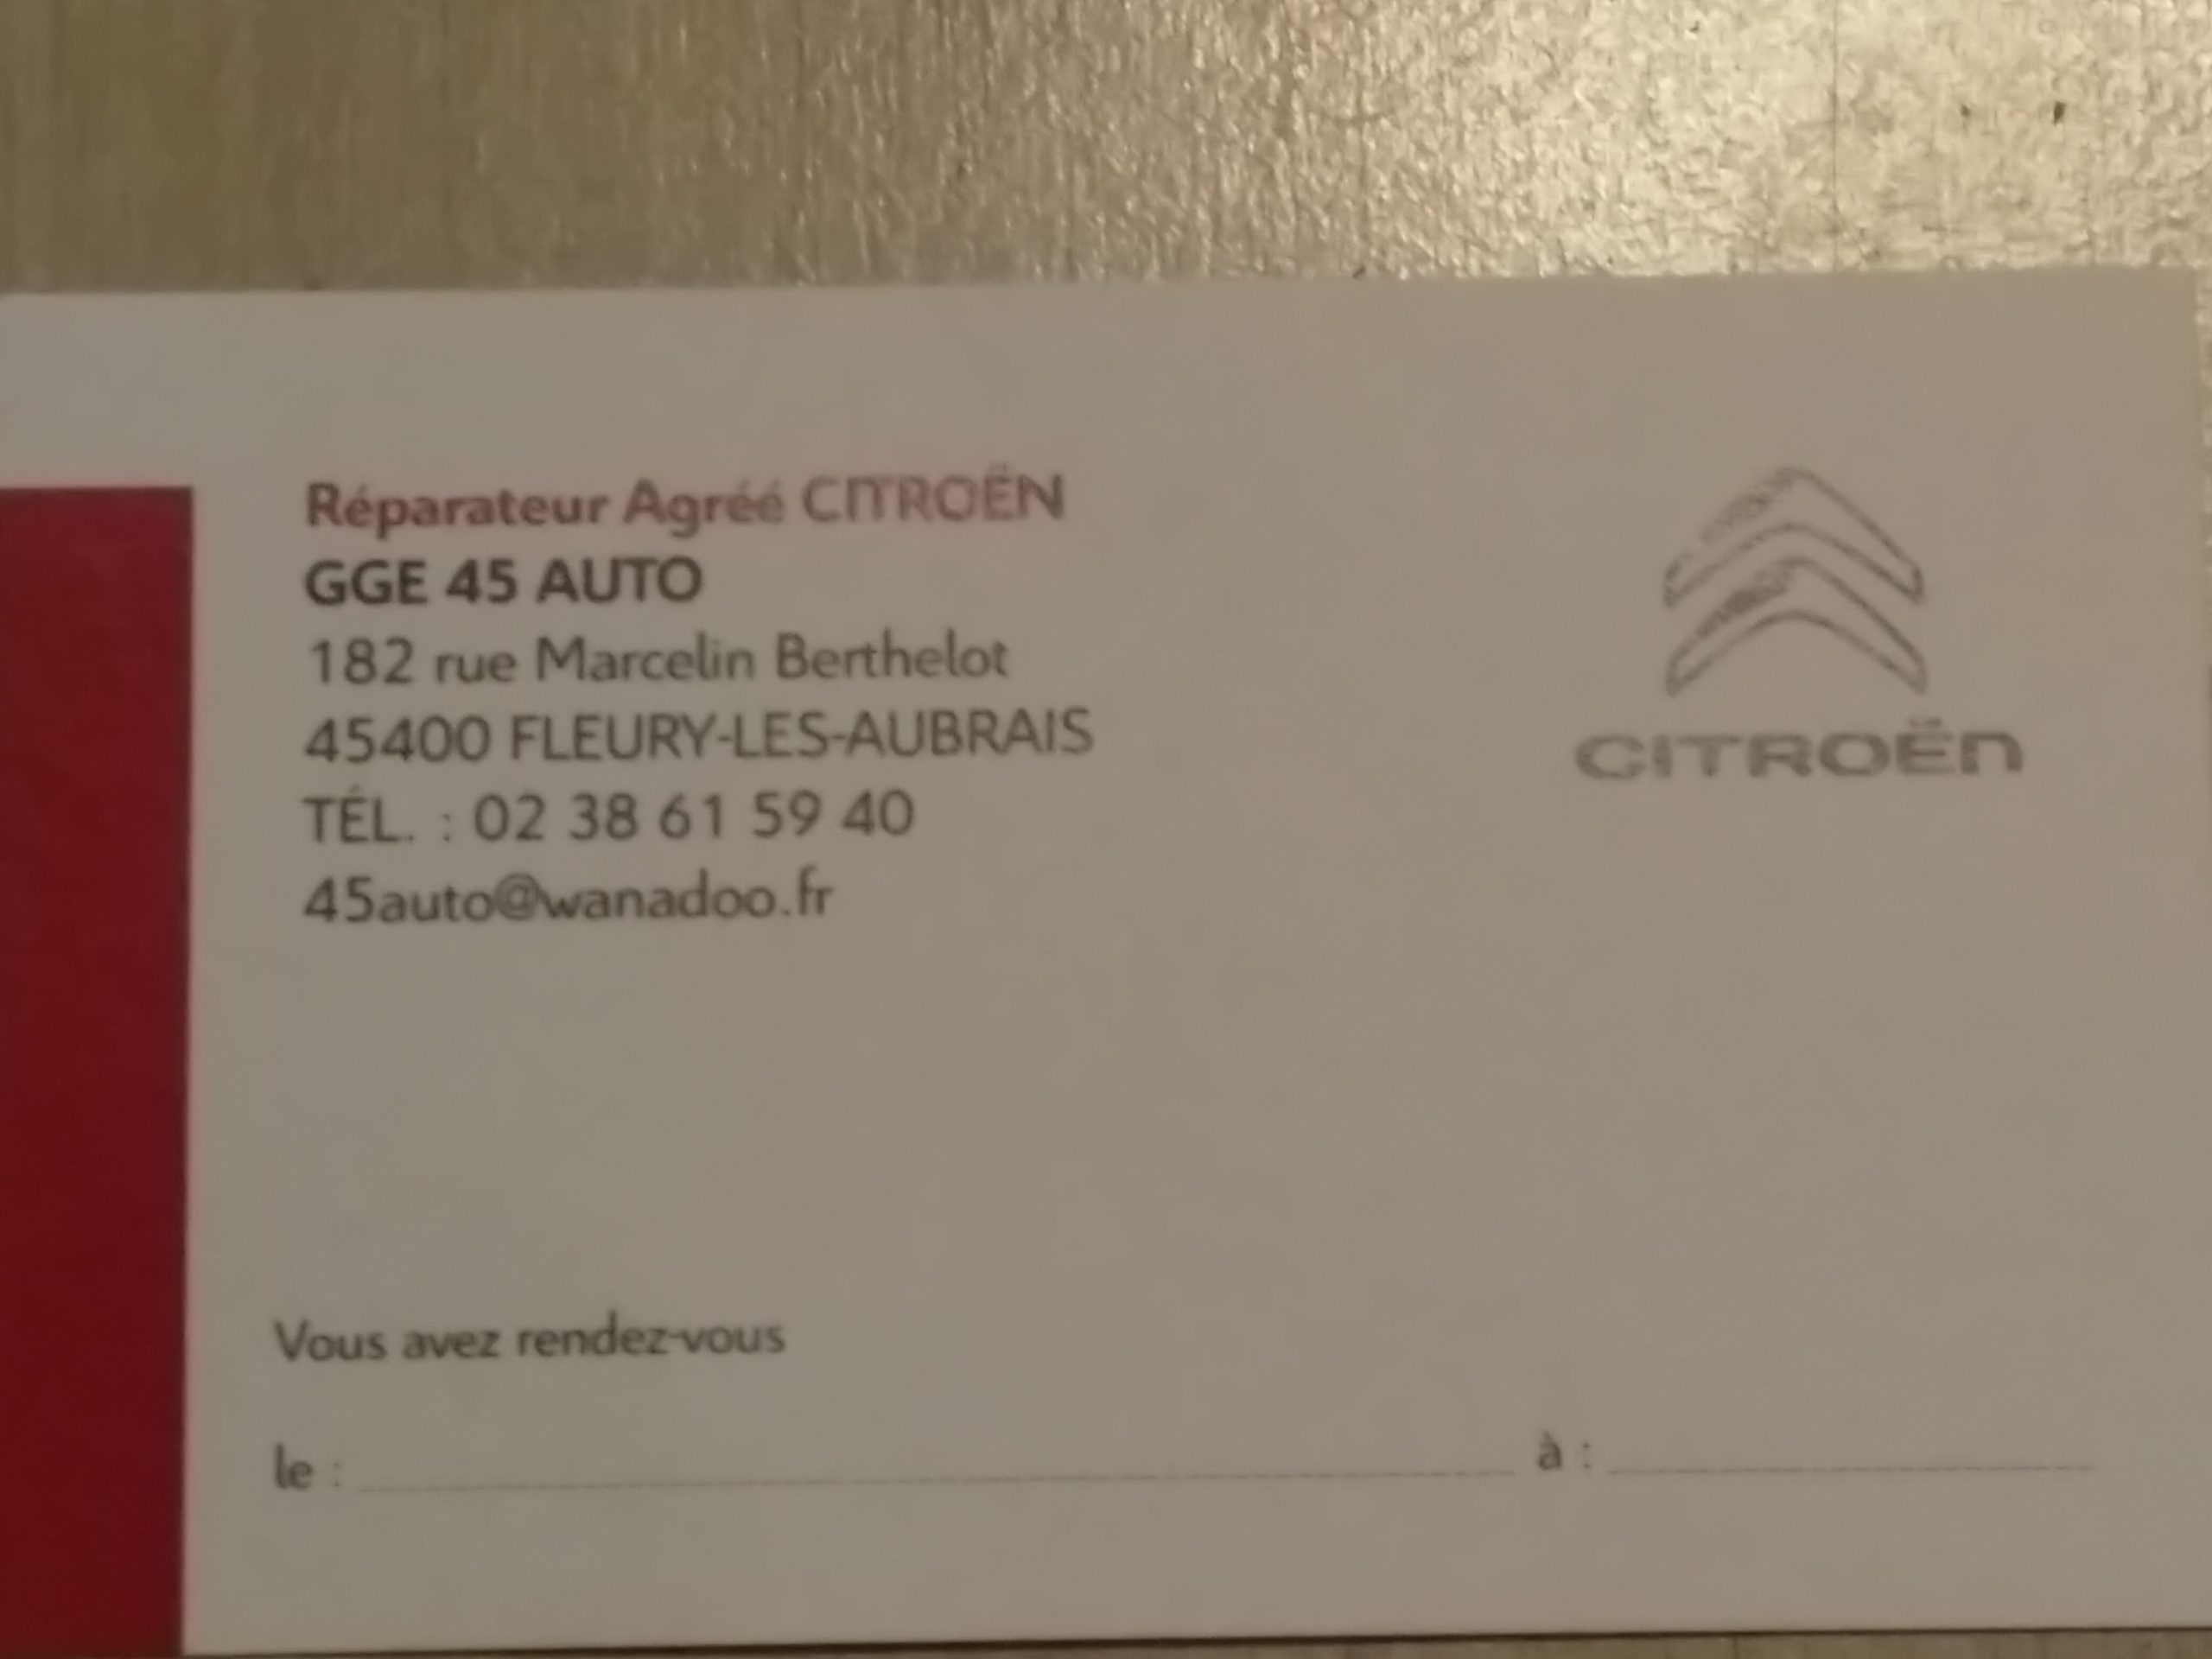 Réparateur Agréé CITROËN
GGE 45 AUTO
182 rue Marcelin Berthelot
45400 FLEURY-LES-AUBRAIS
TÉL. : 02 38 61 59 40
45auto@wanadoo.fr
CITROËN
Vous avez rendez-vous
le : à :